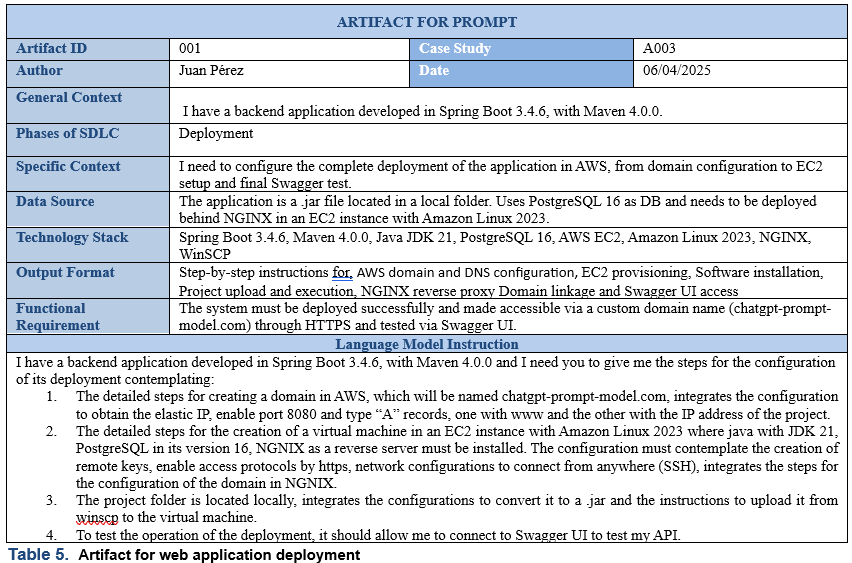 ARTIFACT FOR PROMPT
Artifact ID 001 Case Study A003
Author Juan Pérez Date 06/04/2025
General Context
I have a backend application developed in Spring Boot 3.4.6, with Maven 4.0.0.
Phases of SDLC Deployment
Specific Context I need to configure the complete deployment of the application in AWS, from domain configuration to EC2
setup and final Swagger test.
Data Source The application is a .jar file located in a local folder. Uses PostgreSQL 16 as DB and needs to be deployed
behind NGINX in an EC2 instance with Amazon Linux 2023.
Technology Stack Spring Boot 3.4.6, Maven 4.0.0, Java JDK 21, PostgreSQL 16, AWS EC2, Amazon Linux 2023, NGINX,
WinSCP
Output Format Step-by-step instructions for, AWS domain and DNS configuration, EC2 provisioning, Software installation,
Project upload and execution, NGINX reverse proxy Domain linkage and Swagger UI access
Functional The system must be deployed successfully and made accessible via a custom domain name (chatgpt-prompt-
Requirement model.com) through HTTPS and tested via Swagger UI.
Language Model Instruction
I have a backend application developed in Spring Boot 3.4.6, with Maven 4.0.0 and I need you to give me the steps for the configuration
of its deployment contemplating:
1. The detailed steps for creating a domain in AWS, which will be named chatgpt-prompt-model.com, integrates the configuration
to obtain the elastic IP, enable port 8080 and type “A” records, one with www and the other with the IP address of the project.
2. The detailed steps for the creation of a virtual machine in an EC2 instance with Amazon Linux 2023 where java with JDK 21,
PostgreSQL in its version 16, NGNIX as a reverse server must be installed. The configuration must contemplate the creation of
remote keys, enable access protocols by https, network configurations to connect from anywhere (SSH), integrates the steps for
the configuration of the domain in NGNIX.
3. The project folder is located locally, integrates the configurations to convert it to a .jar and the instructions to upload it from
winscp to the virtual machine.
4. To test the operation of the deployment, it should allow me to connect to Swagger UI to test my API.
Table 5. Artifact for web application deployment